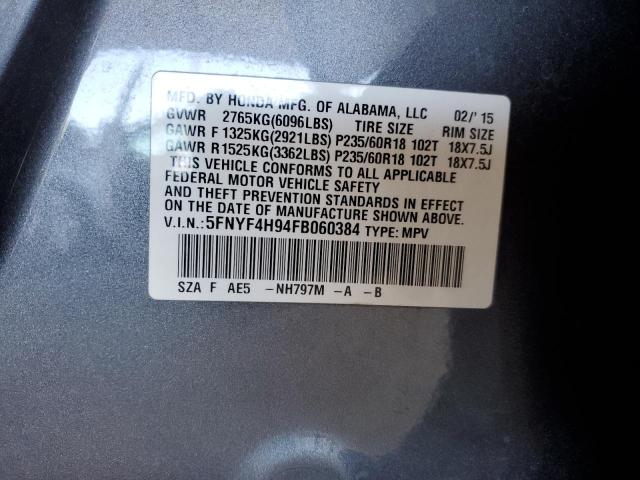 MFD. BY HONDA MFG. OF ALABAMA, LLC 02/'15
GVWR 2765KG(6096LBS) TIRE SIZE RIM SIZE
GAWR F 1325KG(2921LBS) P235/60R18 102T 18X7.5J
GAWR R1525KG(3362LBS) P235/60R18 102T 18X7.5J
THIS VEHICLE CONFORMS TO ALL APPLICABLE
FEDERAL MOTOR VEHICLE SAFETY
AND THEFT PREVENTION STANDARDS IN EFFECT
ON THE DATE OF MANUFACTURE SHOWN ABOVE.
V.I.N.:5FNYF4H94FB060384 TYPE: MPV
SZA F AE5 -NH797M -A -B